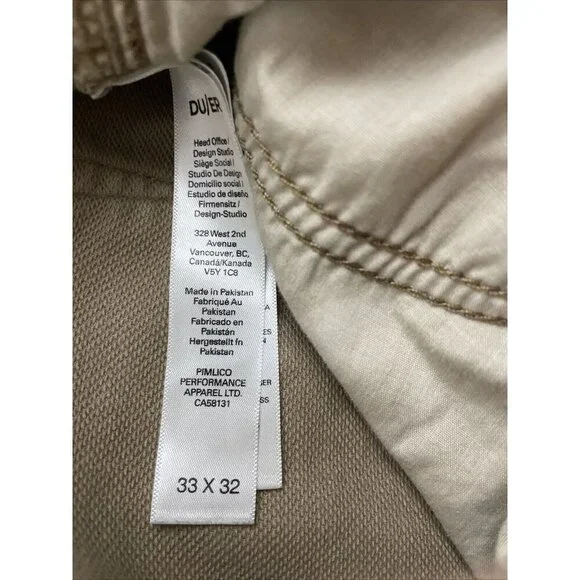 DU/ER
Head Office/
Design Studio
Siège Social/
Studio De Design
Domicilio social/
Estudio de diseño
Firmensitz/
Design-Studio
328 West 2nd
Avenue
Vancouver, BC,
Canadá/Kanada
V5Y 1C8
Made in Pakistan
Fabriqué Au
Pakistan
Fabricado en
Pakistán
Hergestellt fn
Pakistan
PIMLICO
PERFORMANCE
APPAREL LTD.
CA58131
33 X 32